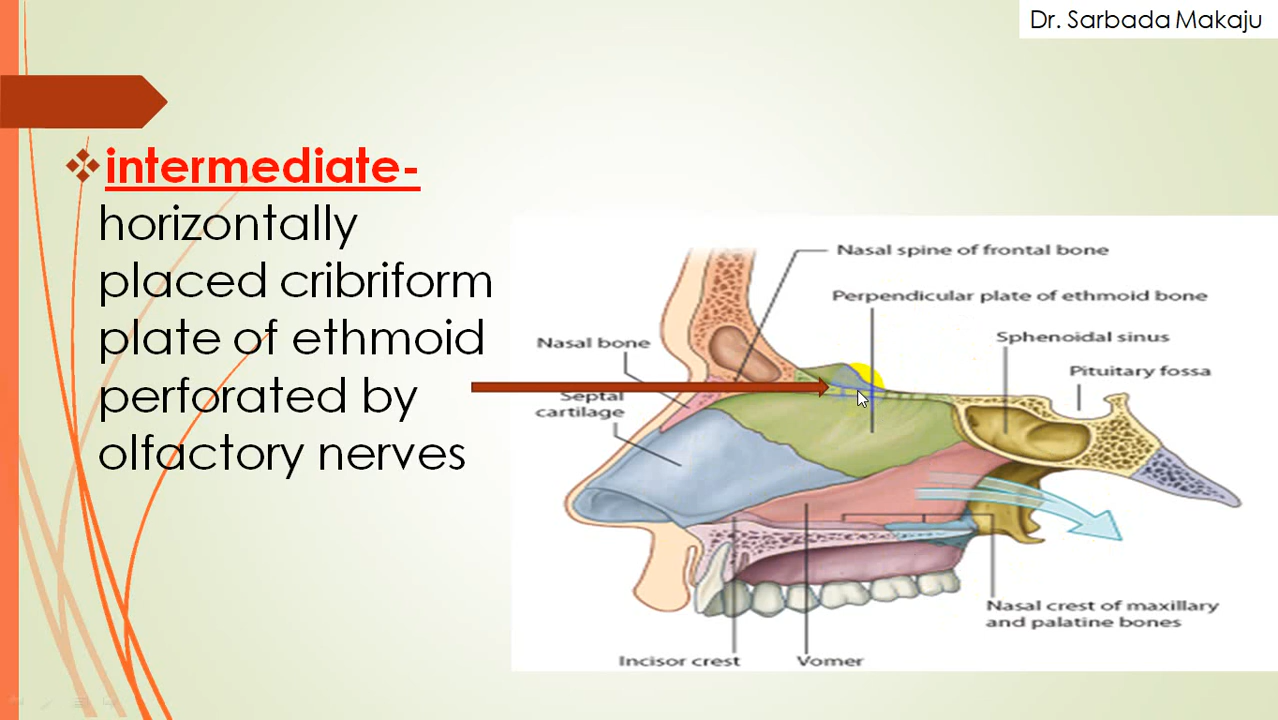 Dr. Sarbada Makaju
intermediate-
horizontally
placed cribriform
plate of ethmoid
perforated by
olfactory nerves
Nasal spine of frontal bone
Perpendicular plate of ethmoid bone
Sphenoidal sinus
Nasal bone
Pituitary fossa
Septal
cartilage
Nasal crest of maxillary
and palatine bones
Incisor crest
Vomer